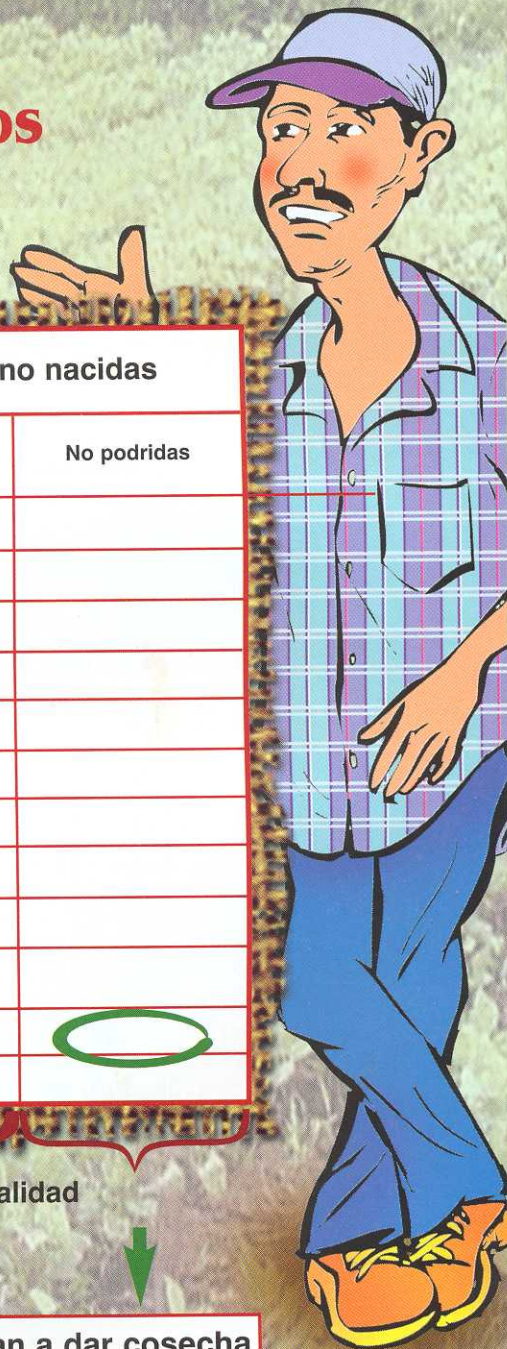 os
no nacidas
No podridas
alidad
an a dar cosecha